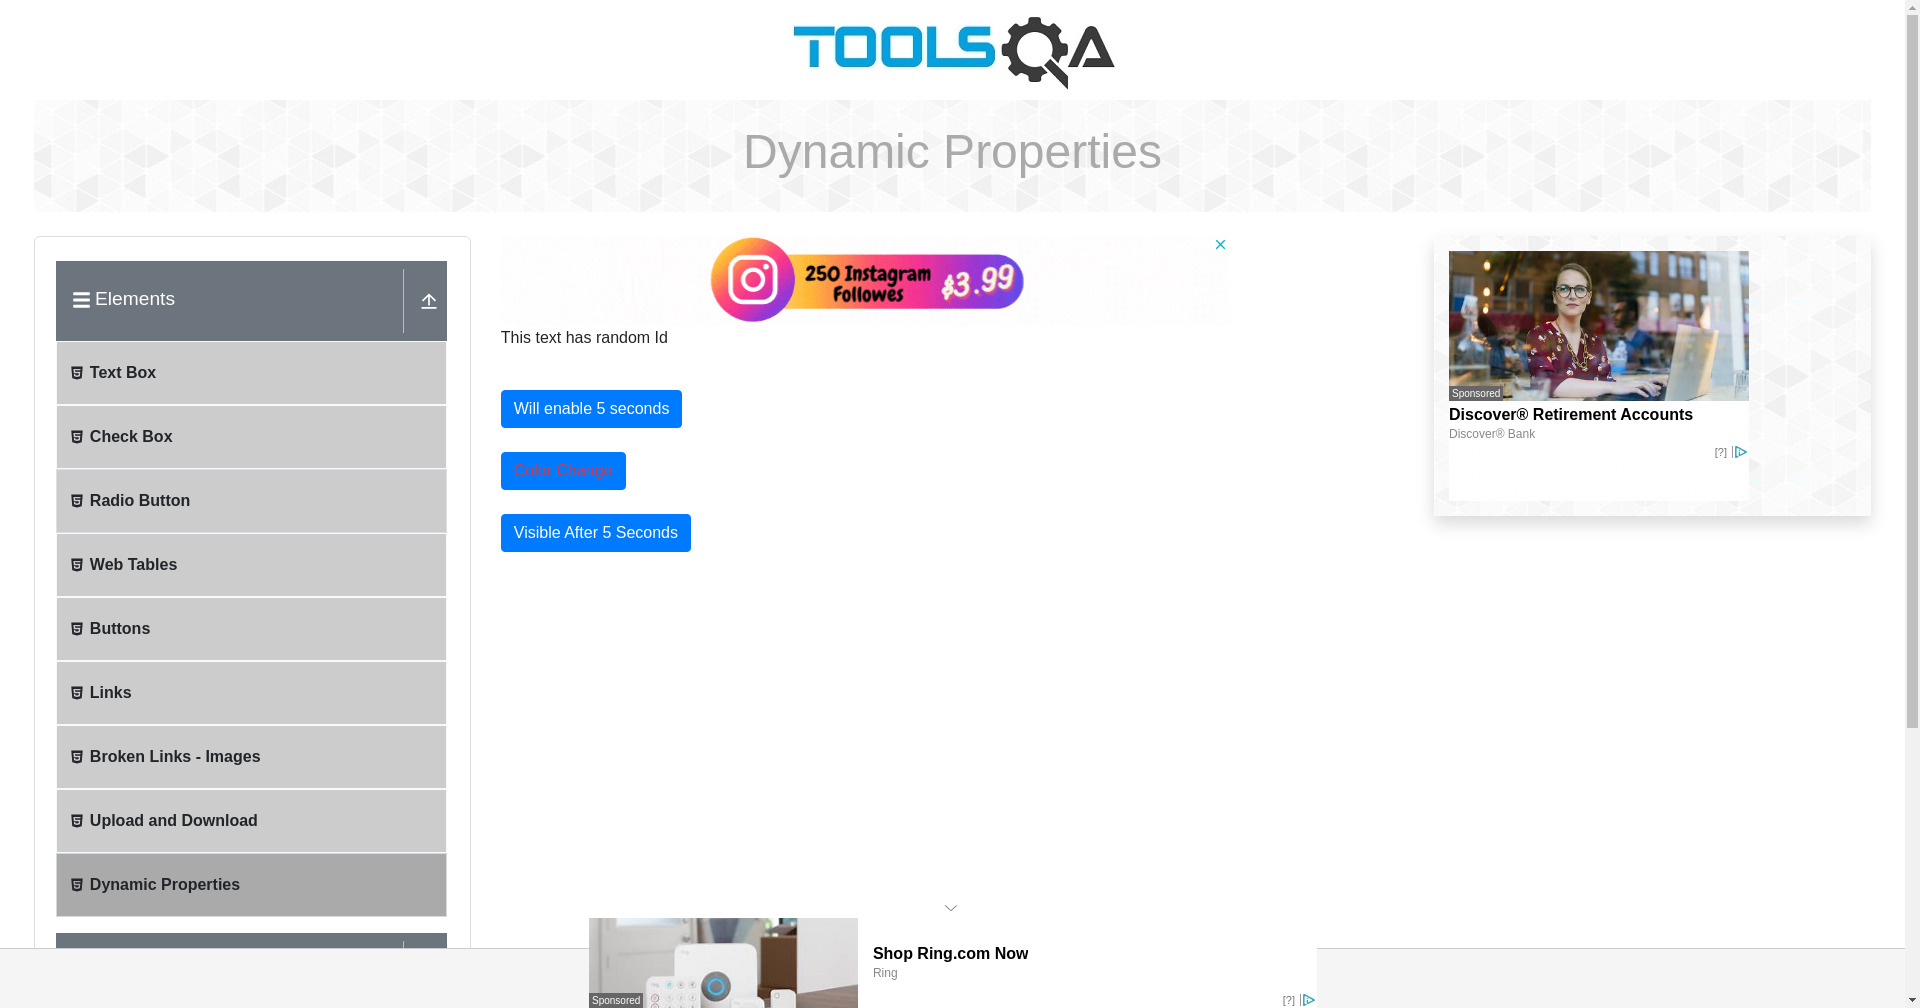 TOOLSQA
Dynamic Properties
Elements
Text Box
Check Box
Radio Button
Web Tables
Buttons
Links
Broken Links - Images
Upload and Download
Dynamic Properties
250 Instagram
Followes
$3.99
This text has random Id
Will enable 5 seconds
Color Change
Visible After 5 Seconds
Sponsored
Discover® Retirement Accounts
Discover® Bank
[?]
Sponsored
Shop Ring.com Now
Ring
[?]